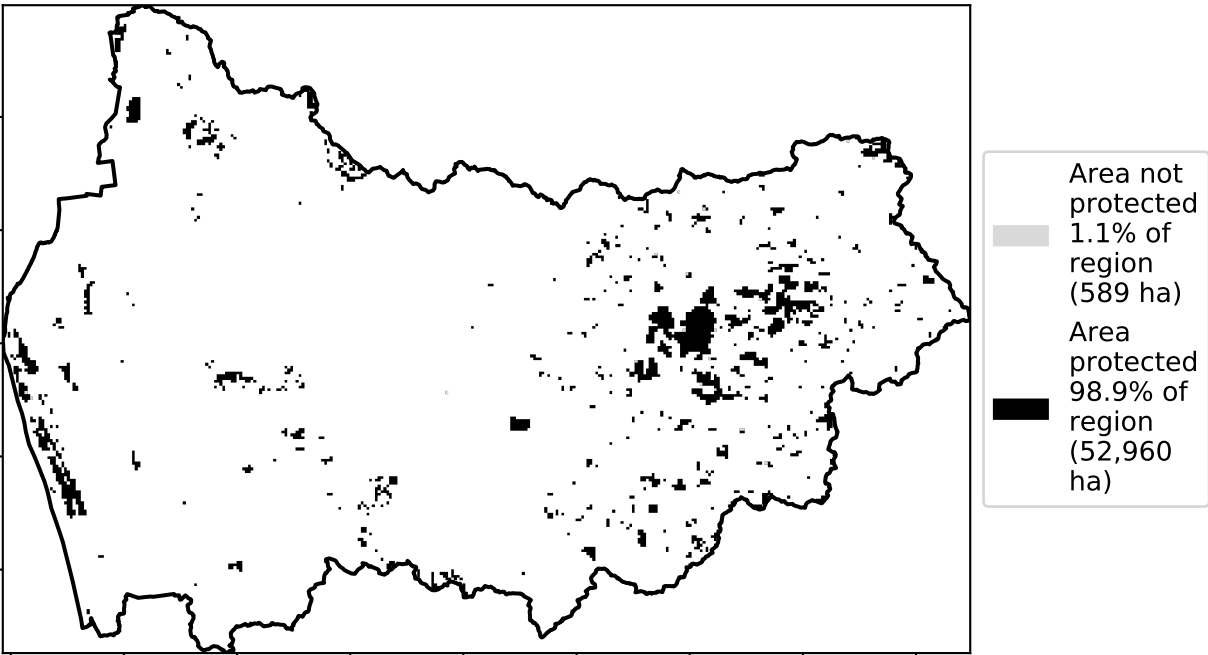 Area not
protected
1.1% of
region
(589 ha)
Area
protected
98.9% of
region
(52,960
ha)